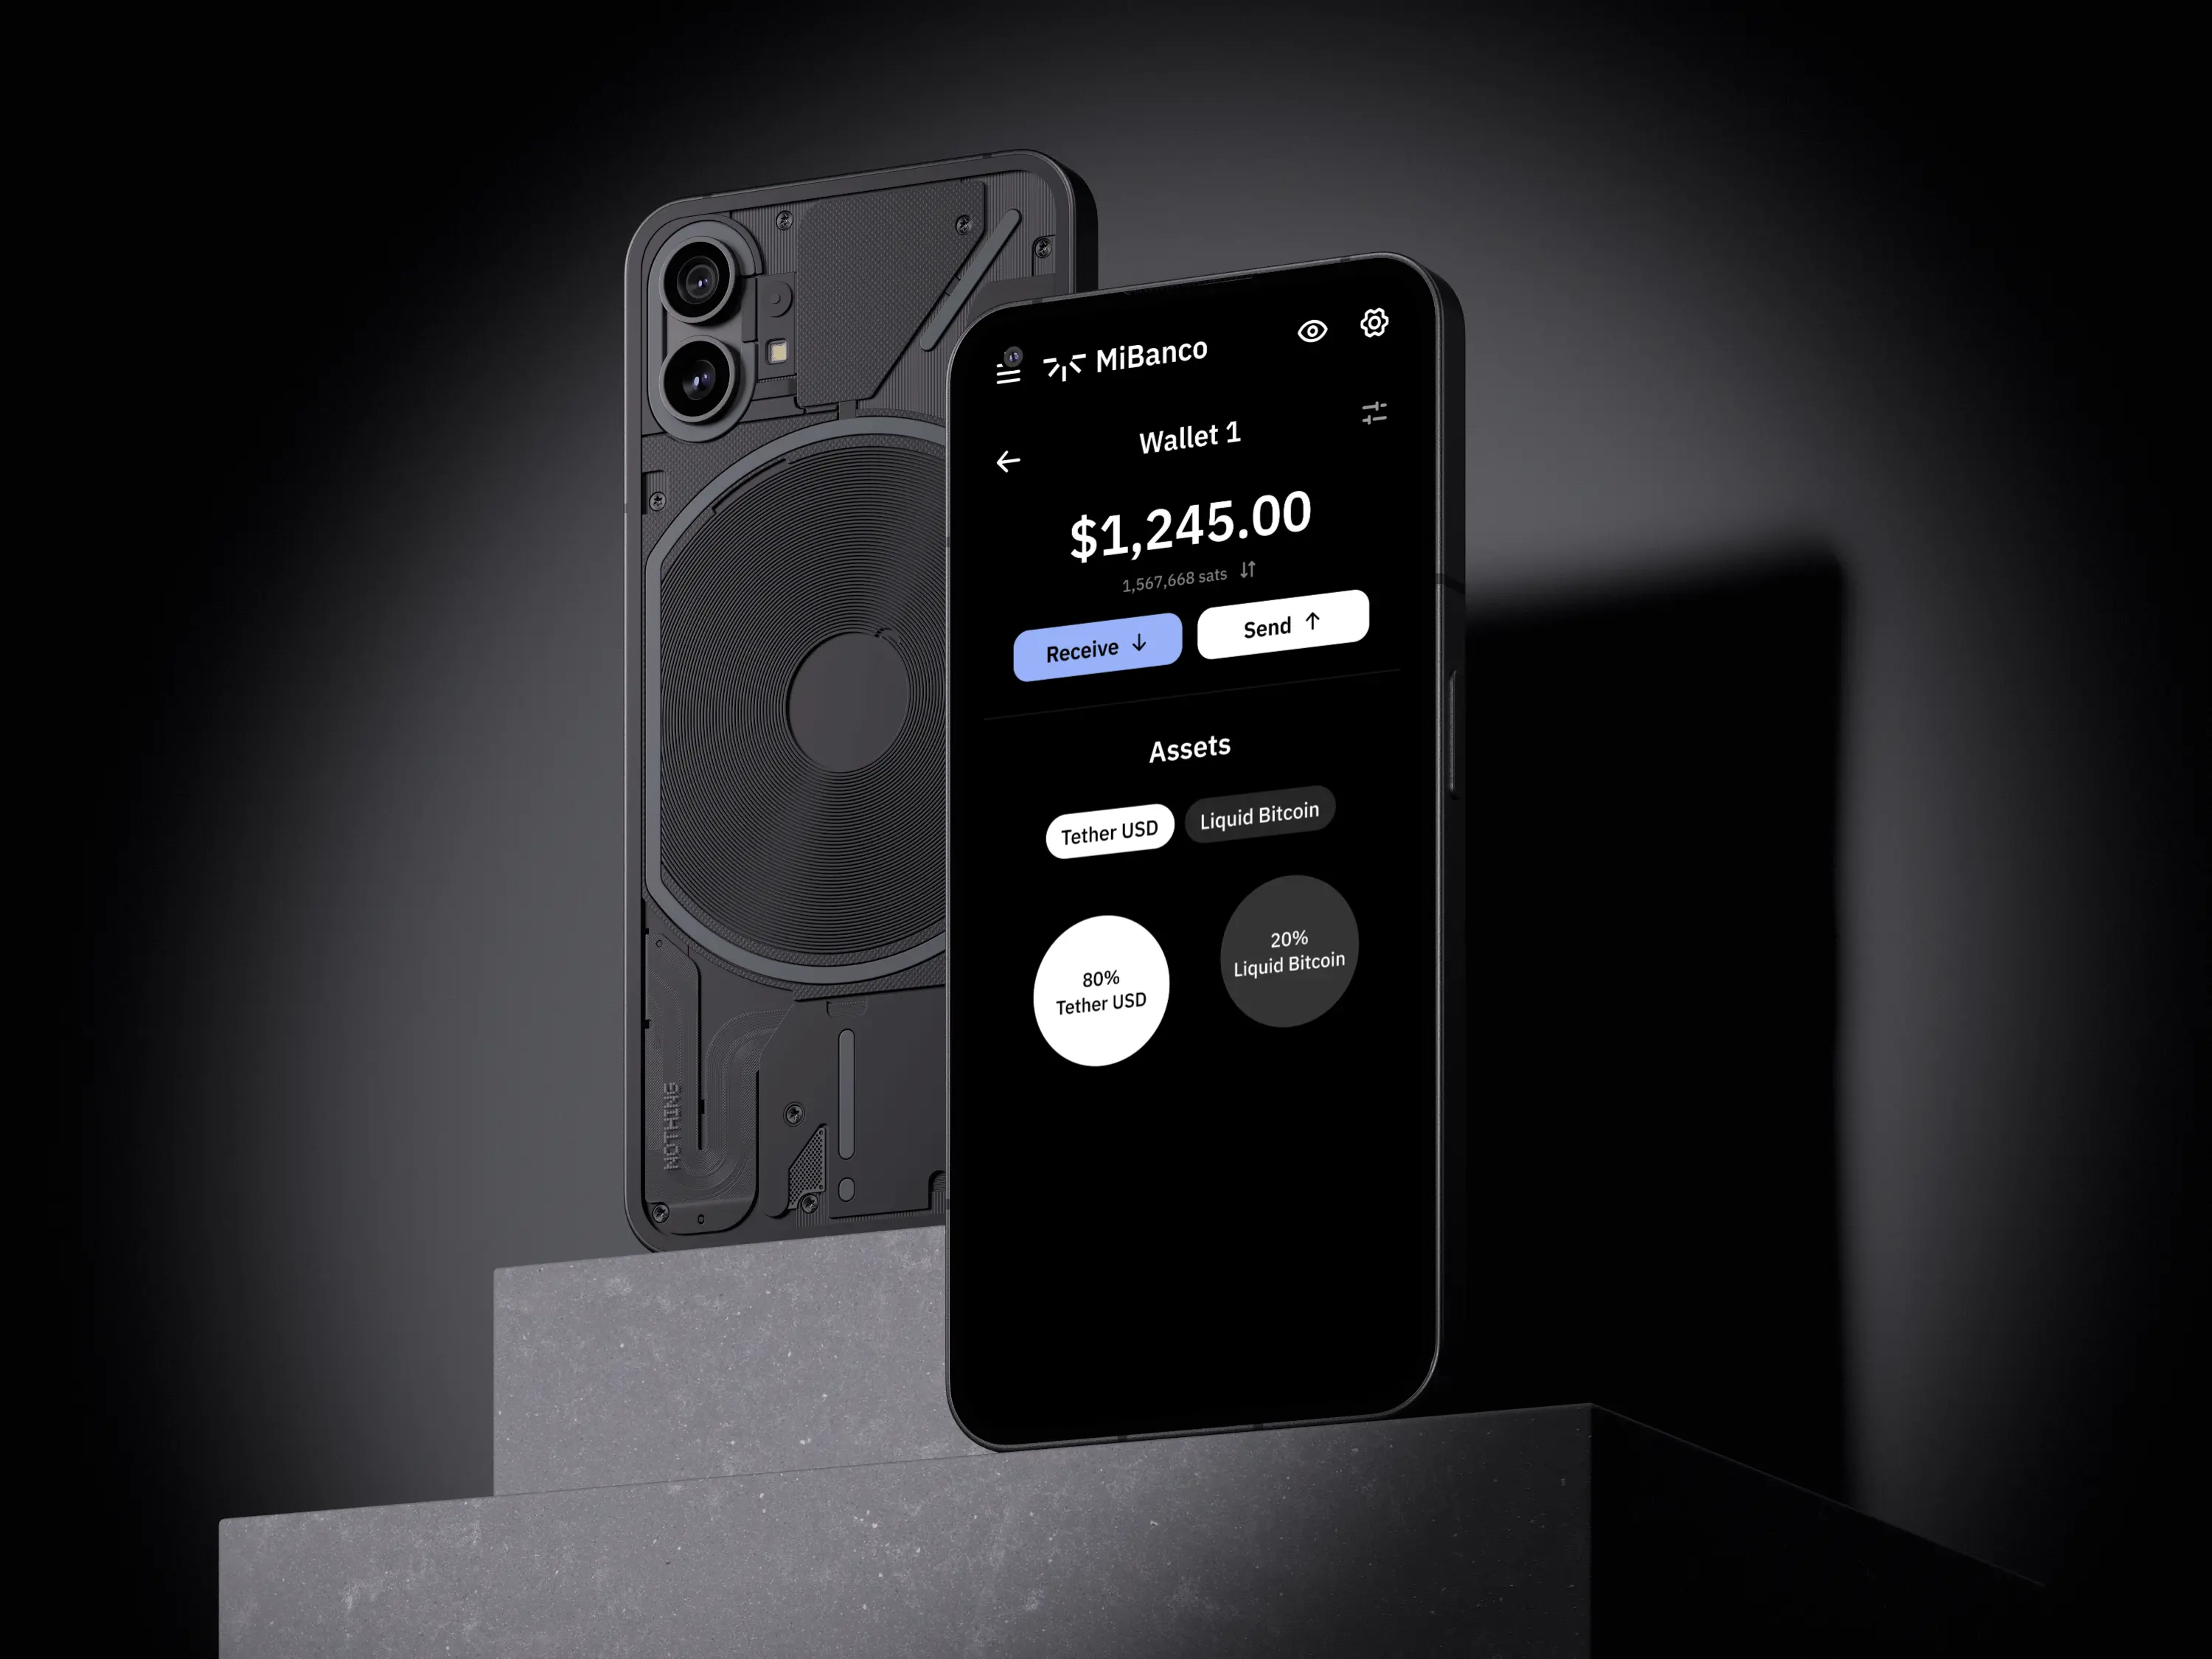 MiBanco
Wallet 1
$1,245.00
1,567,668 sats
Receive
Send
Assets
Tether USD
Liquid Bitcoin
80%
Tether USD
20%
Liquid Bitcoin
NOTHING